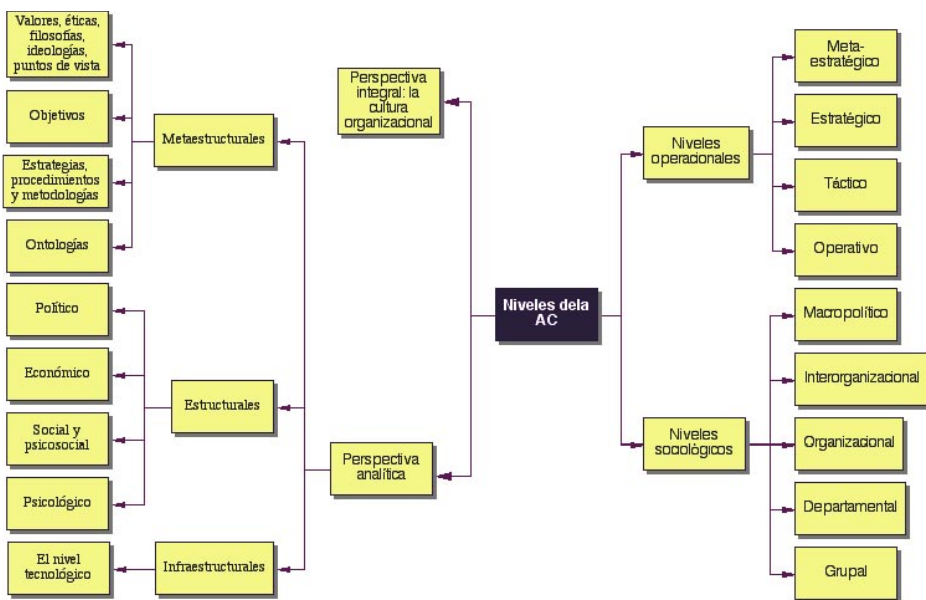 Valores, éticas,
filosofías,
ideologías,
puntos de vista
Objetivos
Estrategias,
procedimientos
y metodologías
Ontologías
Metaestructurales
Político
Económico
Social y
psicosocial
Psicológico
Estructurales
El nivel
tecnológico
Infraestructurales
Perspectiva
integral: la
cultura
organizacional
Perspectiva
analítica
Niveles dela
AC
Niveles
operacionales
Meta-
estratégico
Estratégico
Táctico
Operativo
Niveles
sociològicos
Macropolítico
Interorganizacional
Organizacional
Departamental
Grupal